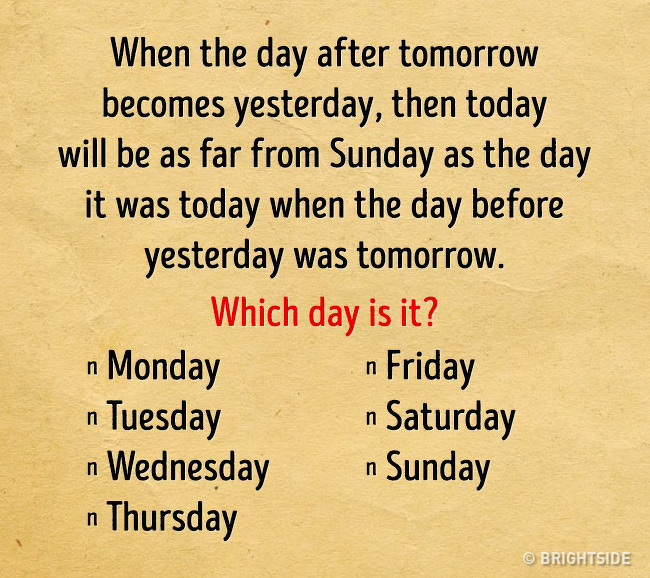 When the day after tomorrow
becomes yesterday, then today
will be as far from Sunday as the day
it was today when the day before
yesterday was tomorrow.
Which day is it?
n Monday
n Tuesday
n Wednesday
n Thursday
n Friday
n Saturday
n Sunday
© BRIGHTSIDE